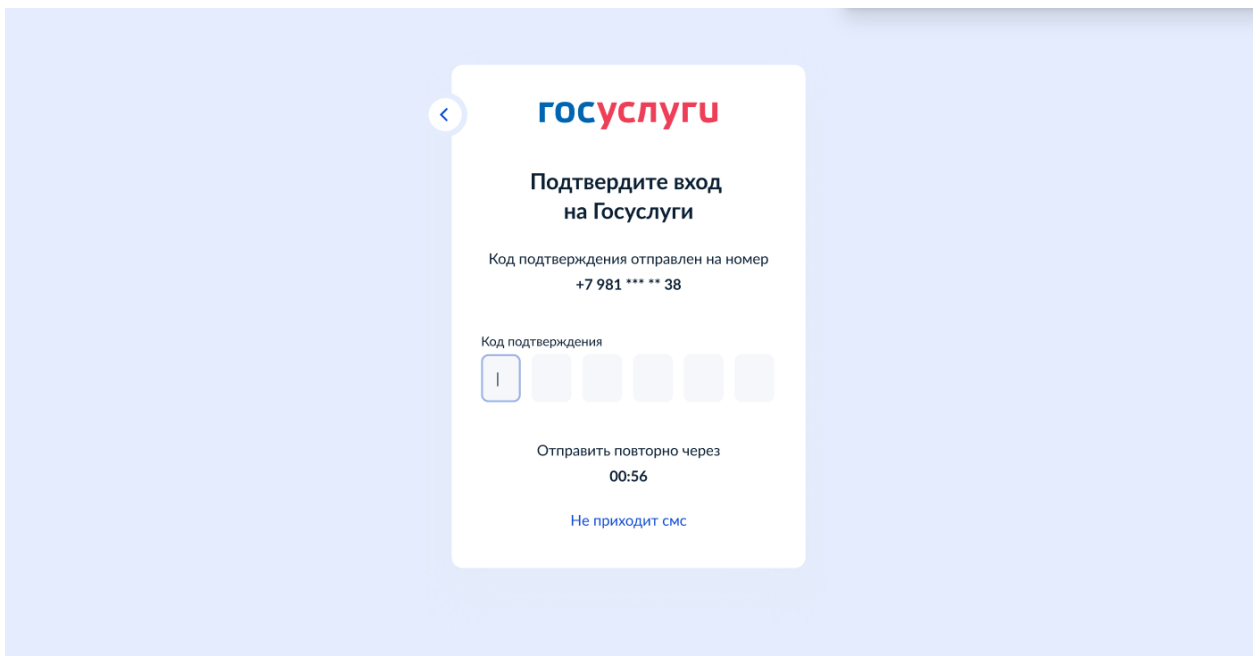 госуслуги
Подтвердите вход
на Госуслуги
Код подтверждения отправлен на номер
+7 981 *** ** 38
Код подтверждения
Отправить повторно через
00:56
Не приходит смс